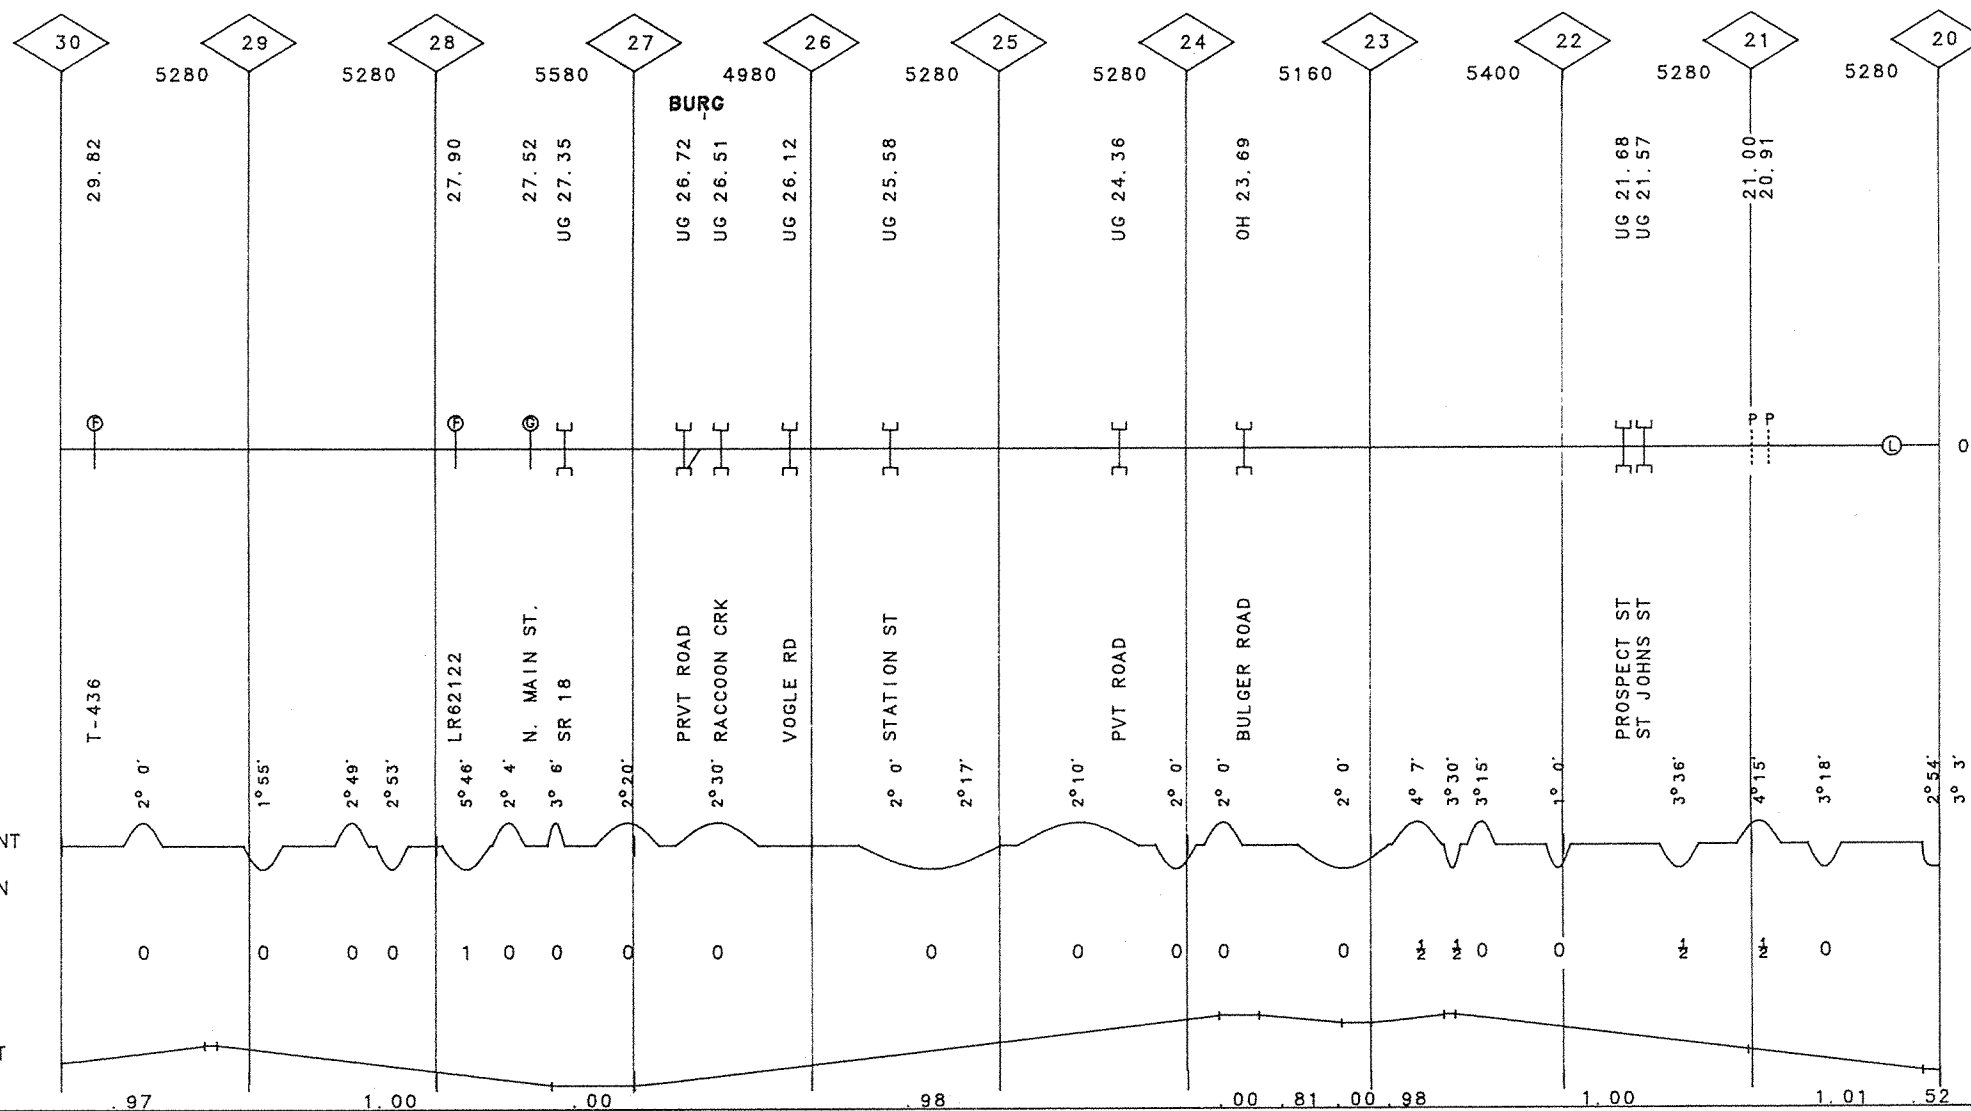 30 29 28 27 26 25 24 23 22 21 20
5280 5280 5580 4980 5280 5280 5160 5400 5280 5280
BURG
29.82
27.90
27.52
UG 27.35
UG 26.72
UG 26.51
UG 26.12
UG 25.58
UG 24.36
OH 23.69
UG 21.68
UG 21.57
21.00
20.91
F F G P P L O
T-436
LR62122
N. MAIN ST.
SR 18
PRVT ROAD
RACCOON CRK
VOGLE RD
STATION ST
PVT ROAD
BULGER ROAD
PROSPECT ST
ST JOHNS ST
2° 0' 1°55' 2°49' 2°53' 5°46' 2° 4' 3° 6' 2°20' 2°30' 2° 0' 2°17' 2°10' 2° 0' 2° 0' 2° 0' 4° 7' 3°30' 3°15' 1° 0' 3°36' 4°15' 3°18' 2°54' 3° 3'
NT
N
0 0 0 0 1 0 0 0 0 0 0 0 0 0 ½ ½ 0 0 ½ ½ 0
T
.97 1.00 .00 .98 .00 .81 .00 .98 1.00 1.01 .52